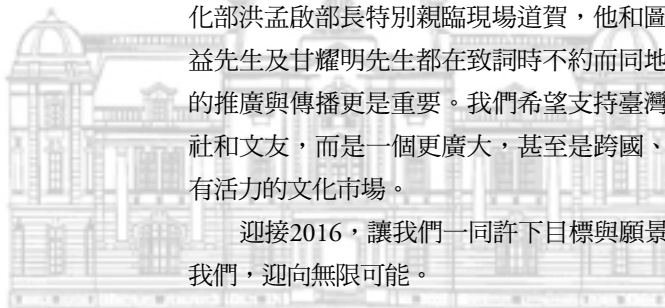 化部洪孟啟部長特別親臨現場道賀，他和圖
益先生及甘耀明先生都在致詞時不約而同地
的推廣與傳播更是重要。我們希望支持臺灣
社和文友，而是一個更廣大，甚至是跨國、
有活力的文化市場。
迎接2016，讓我們一同許下目標與願景
我們，迎向無限可能。